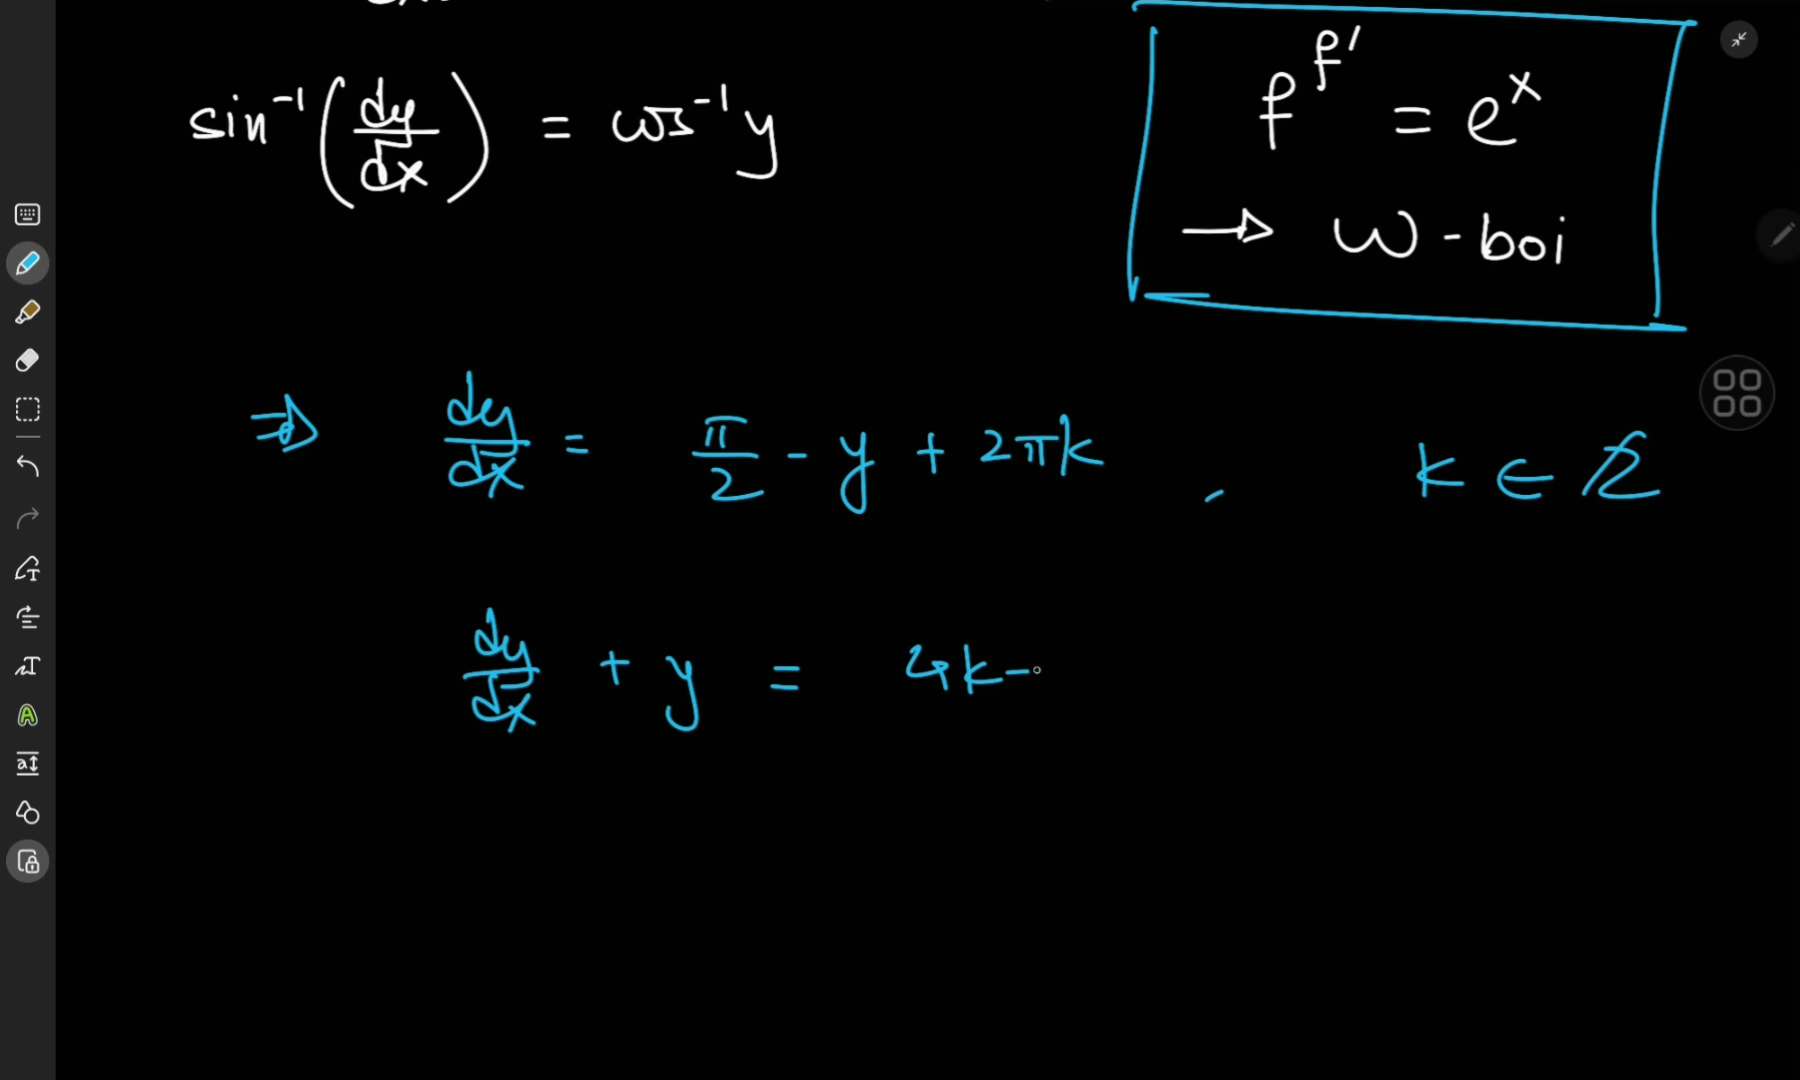 sin⁻¹(dy/dx) = cos⁻¹y
f^f' = e^x
→ W-boi
⇒ dy/dx = π/2 - y + 2πk , k ∈ ℤ
dy/dx + y = 4k-